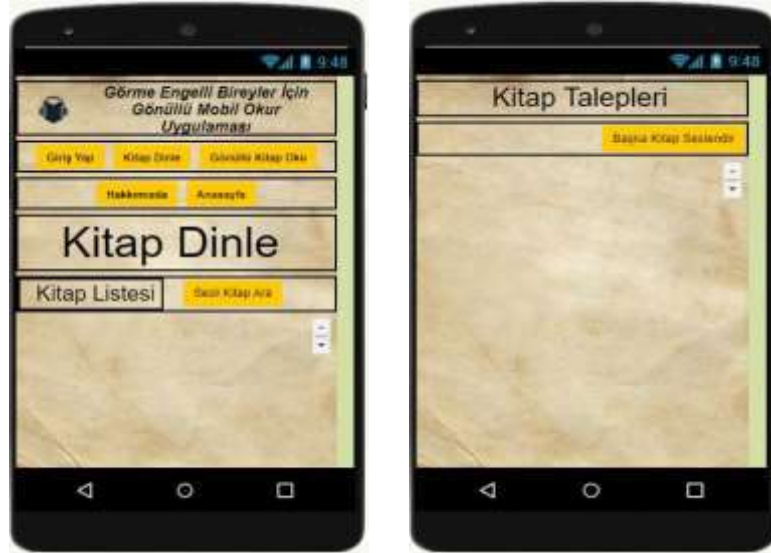 9:48
Görme Engelli Bireyler İçin
Gönüllü Mobil Okur
Uygulaması
Giriş Yap Kitap Dinle Gönüllü Kitap Oku
Hakkımızda Anasayfa
Kitap Dinle
Kitap Listesi Sesli Kitap Ara
9:48
Kitap Talepleri
Başka Kitap Seslendir